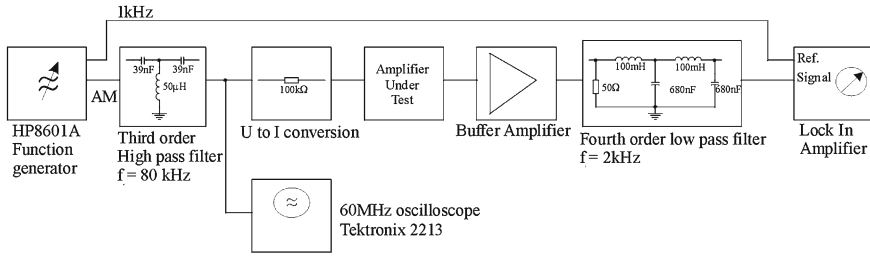 1kHz
AM
HP8601A
Function
generator
39nF 39nF
50μH
Third order
High pass filter
f = 80 kHz
100kΩ
U to I conversion
Amplifier
Under
Test
Buffer Amplifier
100mH 100mH
50Ω
680nF 680nF
Fourth order low pass filter
f = 2kHz
Ref.
Signal
Lock In
Amplifier
60MHz oscilloscope
Tektronix 2213